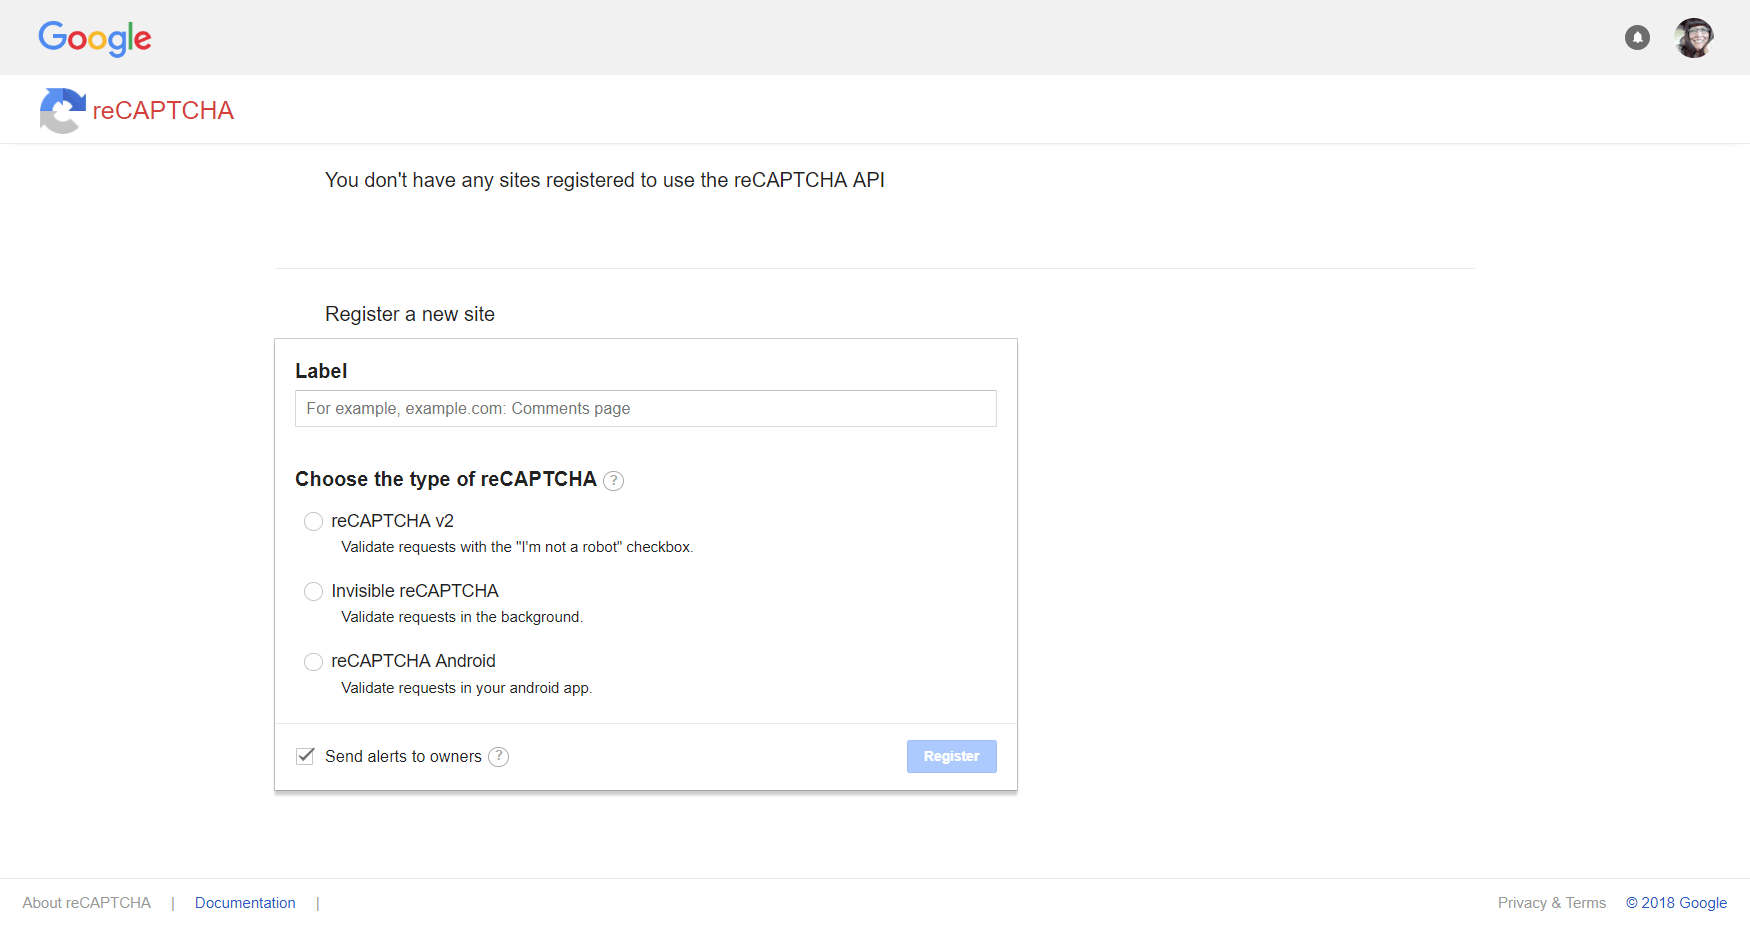 Google
reCAPTCHA
You don't have any sites registered to use the reCAPTCHA API
Register a new site
Label
For example, example.com: Comments page
Choose the type of reCAPTCHA ?
reCAPTCHA v2
Validate requests with the "I'm not a robot" checkbox.
Invisible reCAPTCHA
Validate requests in the background.
reCAPTCHA Android
Validate requests in your android app.
Send alerts to owners ?
Register
About reCAPTCHA | Documentation |
Privacy & Terms © 2018 Google